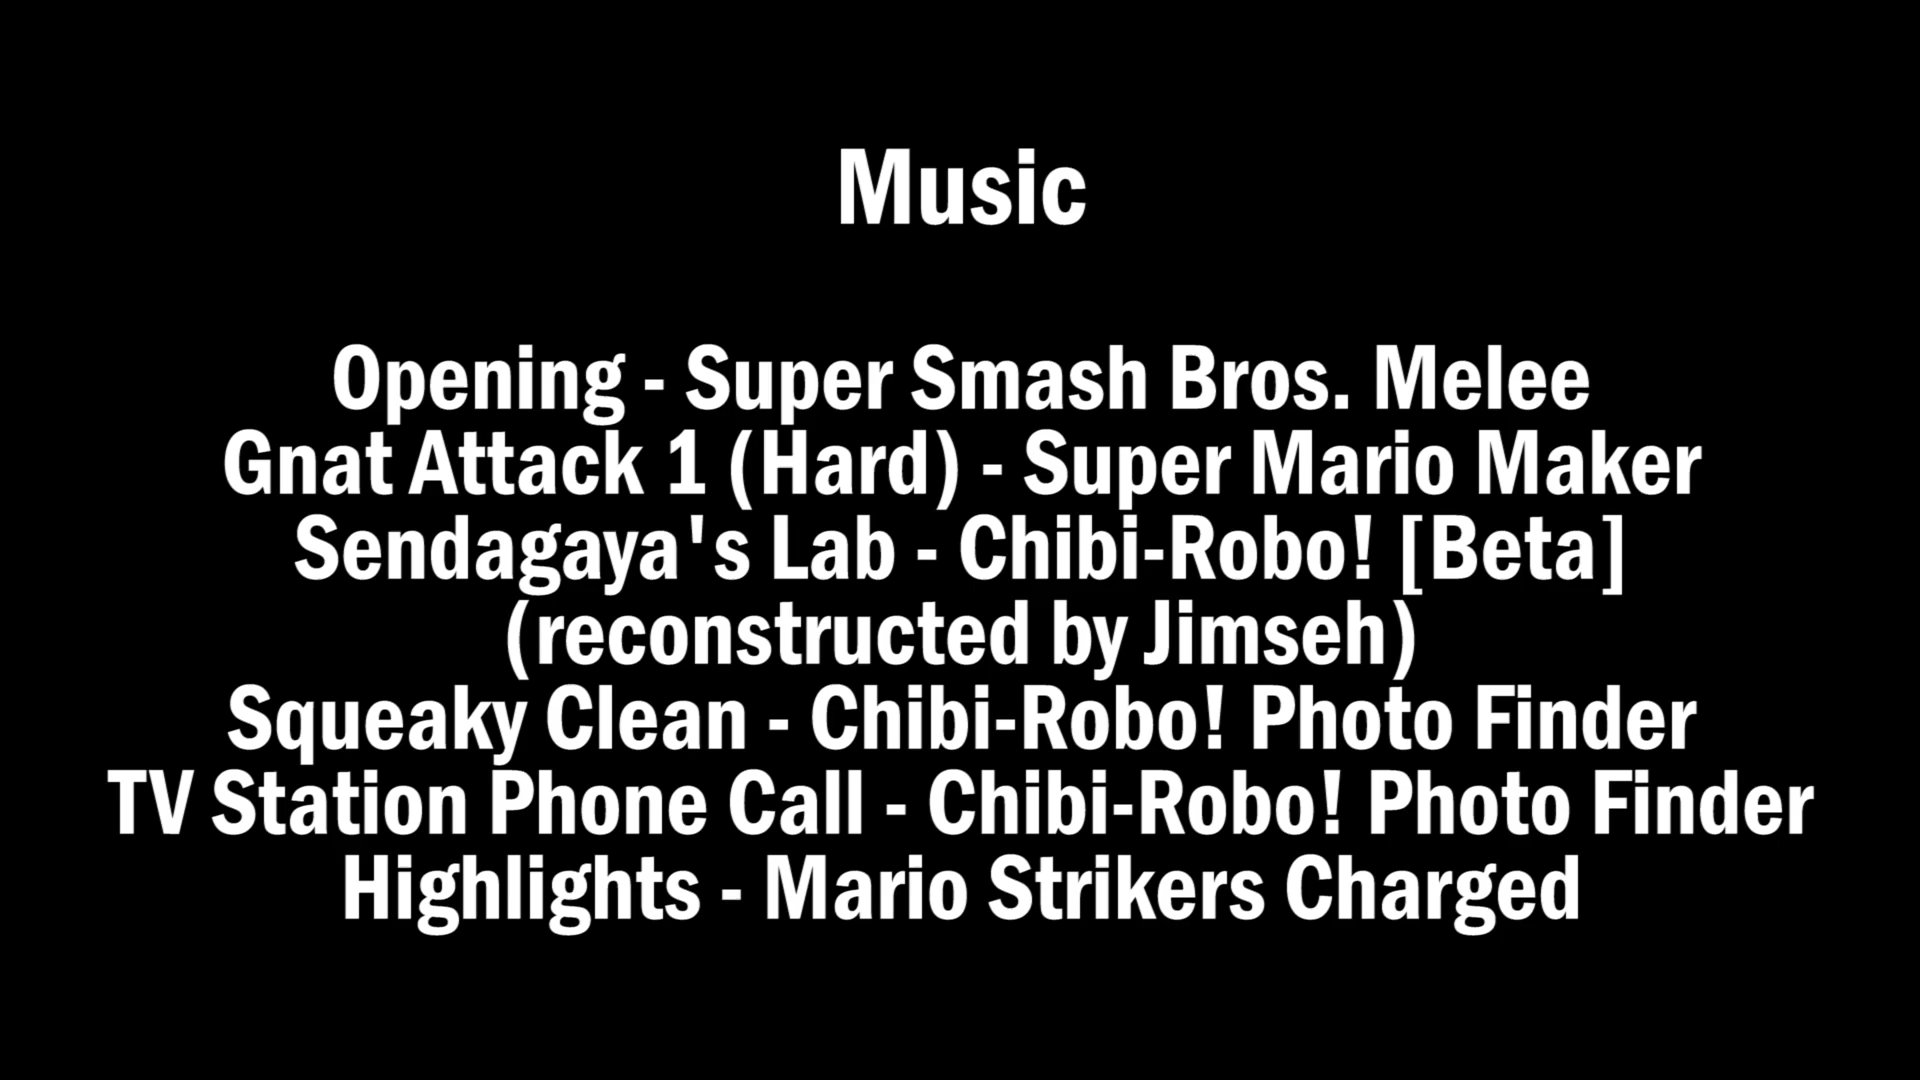 Music
Opening - Super Smash Bros. Melee
Gnat Attack 1 (Hard) - Super Mario Maker
Sendagaya's Lab - Chibi-Robo! [Beta]
(reconstructed by Jimseh)
Squeaky Clean - Chibi-Robo! Photo Finder
TV Station Phone Call - Chibi-Robo! Photo Finder
Highlights - Mario Strikers Charged